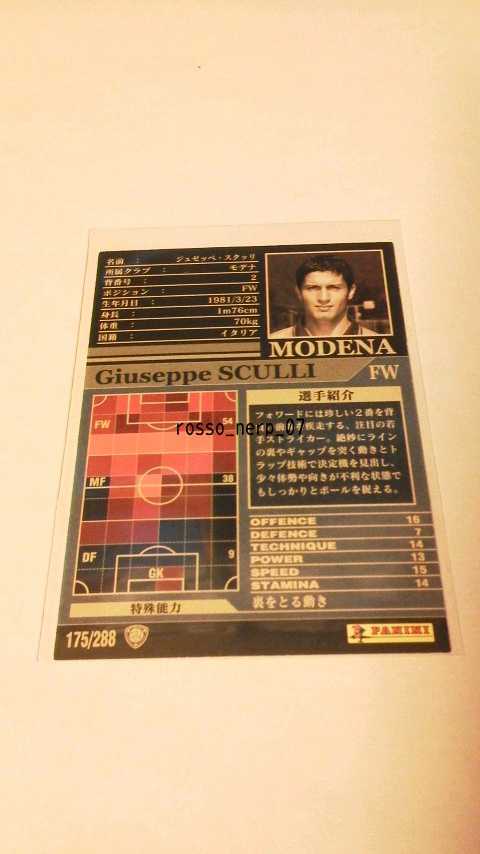 名前 : ジュゼッペ・スクッリ
所属クラブ : モデナ
背番号 : 2
ポジション : FW
生年月日 : 1981/3/23
身長 : 1m76cm
体重 : 70kg
国籍 : イタリア
MODENA
Giuseppe SCULLI FW
FW 54
MF 38
DF 9
GK
rosso_nero_07
選手紹介
フォワードには珍しい2番を背
疾走する、注目の若
手ストライカー。絶妙にライン
の裏やギャップを突く動きとト
ラップ技術で決定機を見出し、
少々体勢や向きが不利な状態で
もしっかりとボールを捉える。
OFFENCE 16
DEFENCE 7
TECHNIQUE 14
POWER 13
SPEED 15
STAMINA 14
特殊能力 裏をとる動き
175/288
PANINI